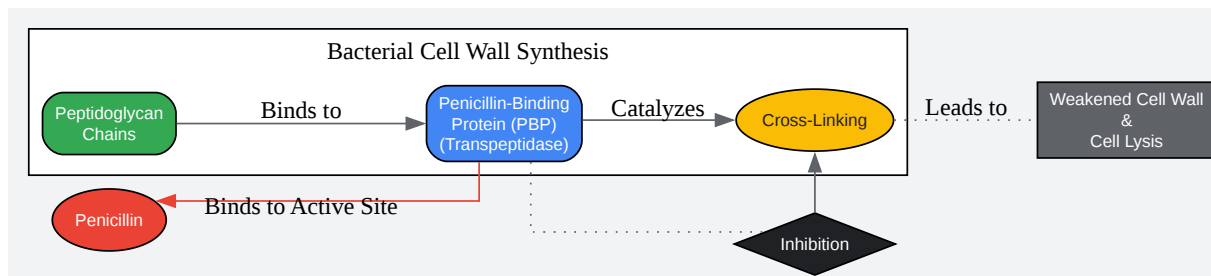 Bacterial Cell Wall Synthesis
Peptidoglycan
Chains
Binds to
Penicillin-Binding
Protein (PBP)
(Transpeptidase)
Catalyzes
Cross-Linking
Leads to
Weakened Cell Wall
&
Cell Lysis
Penicillin
Binds to Active Site
Inhibition